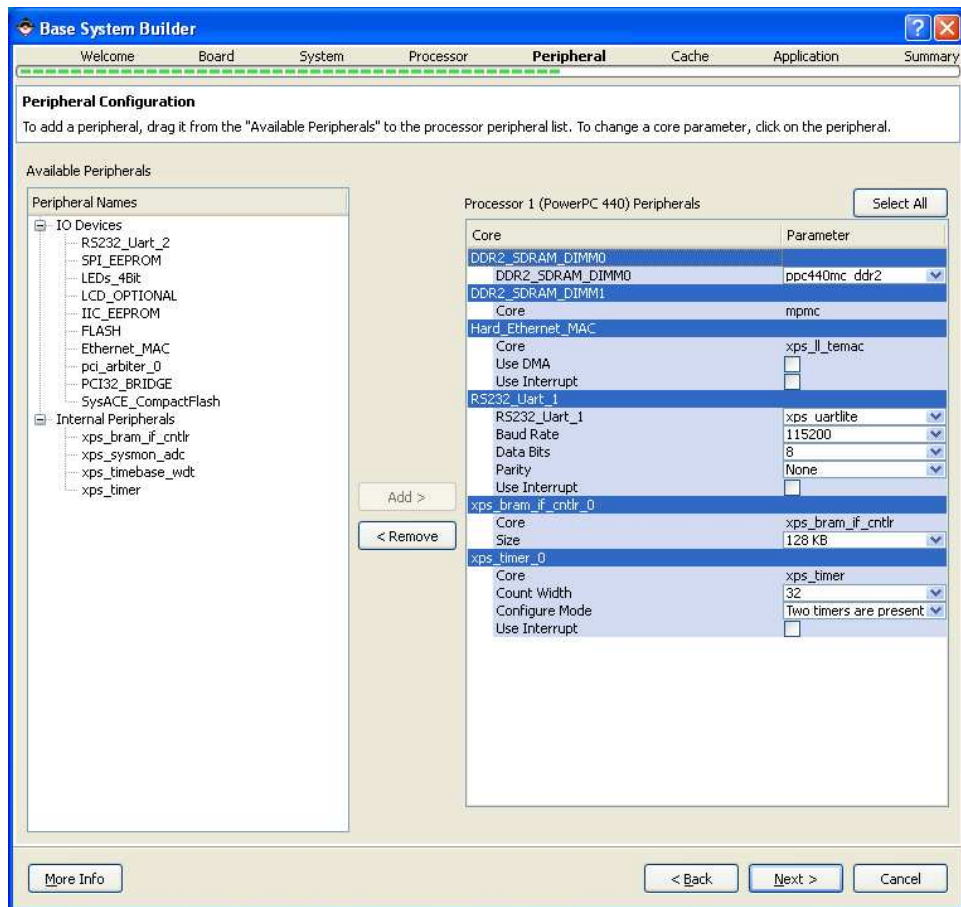 Base System Builder
Welcome Board System Processor Peripheral Cache Application Summary
Peripheral Configuration
To add a peripheral, drag it from the "Available Peripherals" to the processor peripheral list. To change a core parameter, click on the peripheral.
Available Peripherals
Peripheral Names
IO Devices
RS232_Uart_2
SPI_EEPROM
LEDs_4Bit
LCD_OPTIONAL
IIC_EEPROM
FLASH
Ethernet_MAC
pci_arbiter_0
PCI32_BRIDGE
SysACE_CompactFlash
Internal Peripherals
xps_bram_if_cntlr
xps_sysmon_adc
xps_timebase_wdt
xps_timer
Add >
< Remove
Processor 1 (PowerPC 440) Peripherals
Select All
Core Parameter
DDR2_SDRAM_DIMM0
DDR2_SDRAM_DIMM0 ppc440mc_ddr2
DDR2_SDRAM_DIMM1
Core mpmc
Hard_Ethernet_MAC
Core xps_ll_temac
Use DMA
Use Interrupt
RS232_Uart_1
RS232_Uart_1 xps_uartlite
Baud Rate 115200
Data Bits 8
Parity None
Use Interrupt
xps_bram_if_cntlr_0
Core xps_bram_if_cntlr
Size 128 KB
xps_timer_0
Core xps_timer
Count Width 32
Configure Mode Two timers are present
Use Interrupt
More Info
< Back
Next >
Cancel